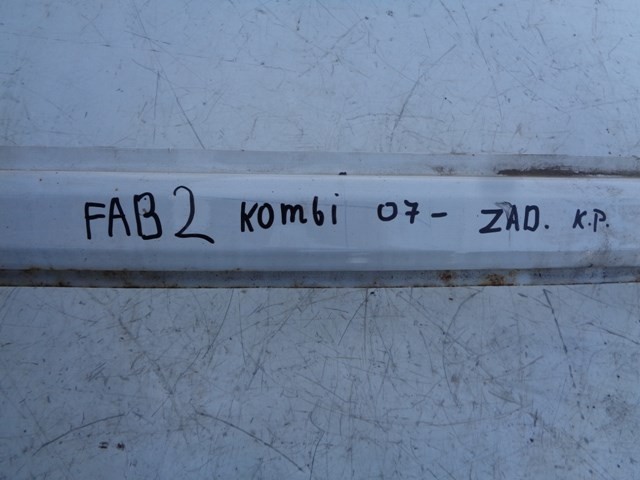 FAB2 Kombi 07- ZAD. K.P.